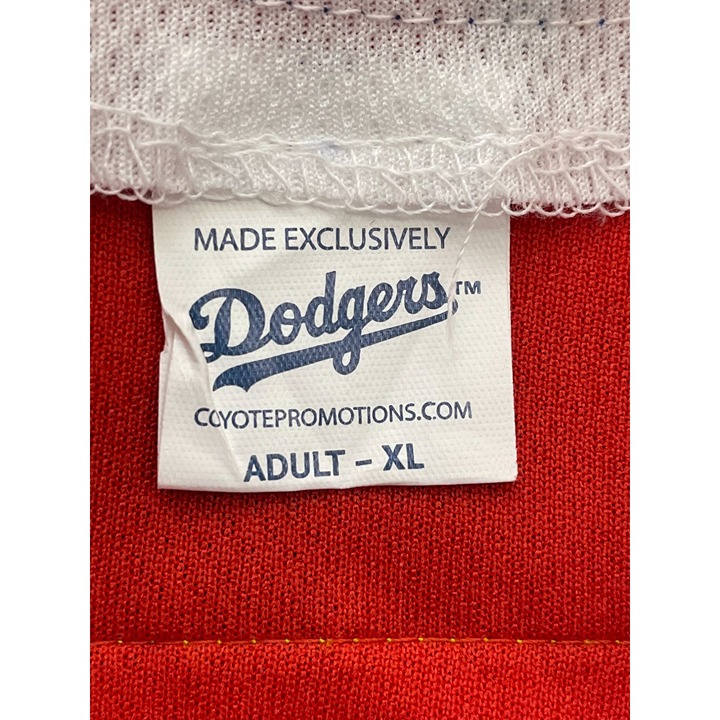 MADE EXCLUSIVELY
Dodgers™
COYOTEPROMOTIONS.COM
ADULT – XL